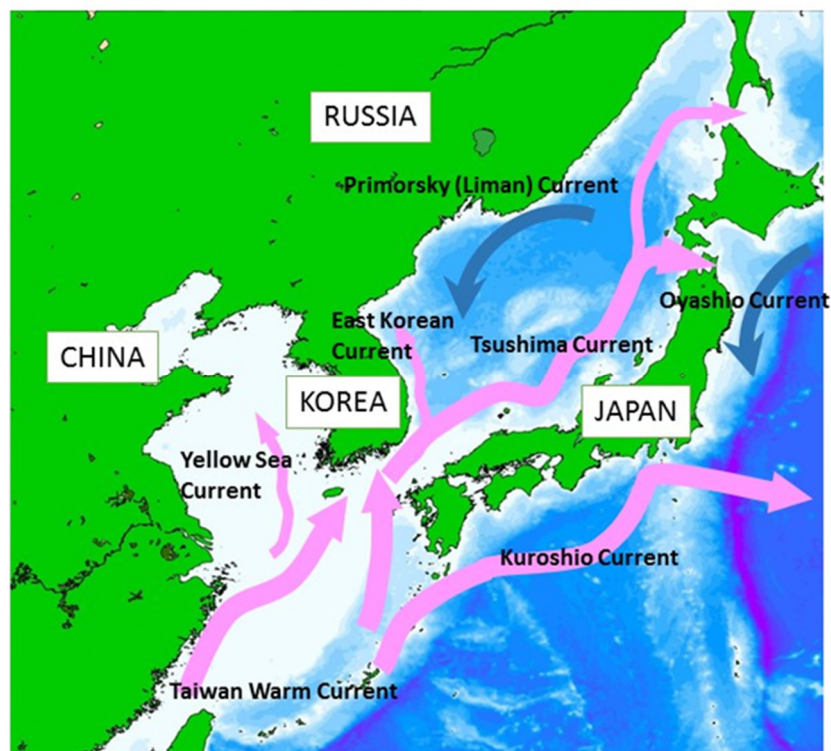 RUSSIA
Primorsky (Liman) Current
Oyashio Current
East Korean
Current
Tsushima Current
CHINA
KOREA
JAPAN
Yellow Sea
Current
Kuroshio Current
Taiwan Warm Current